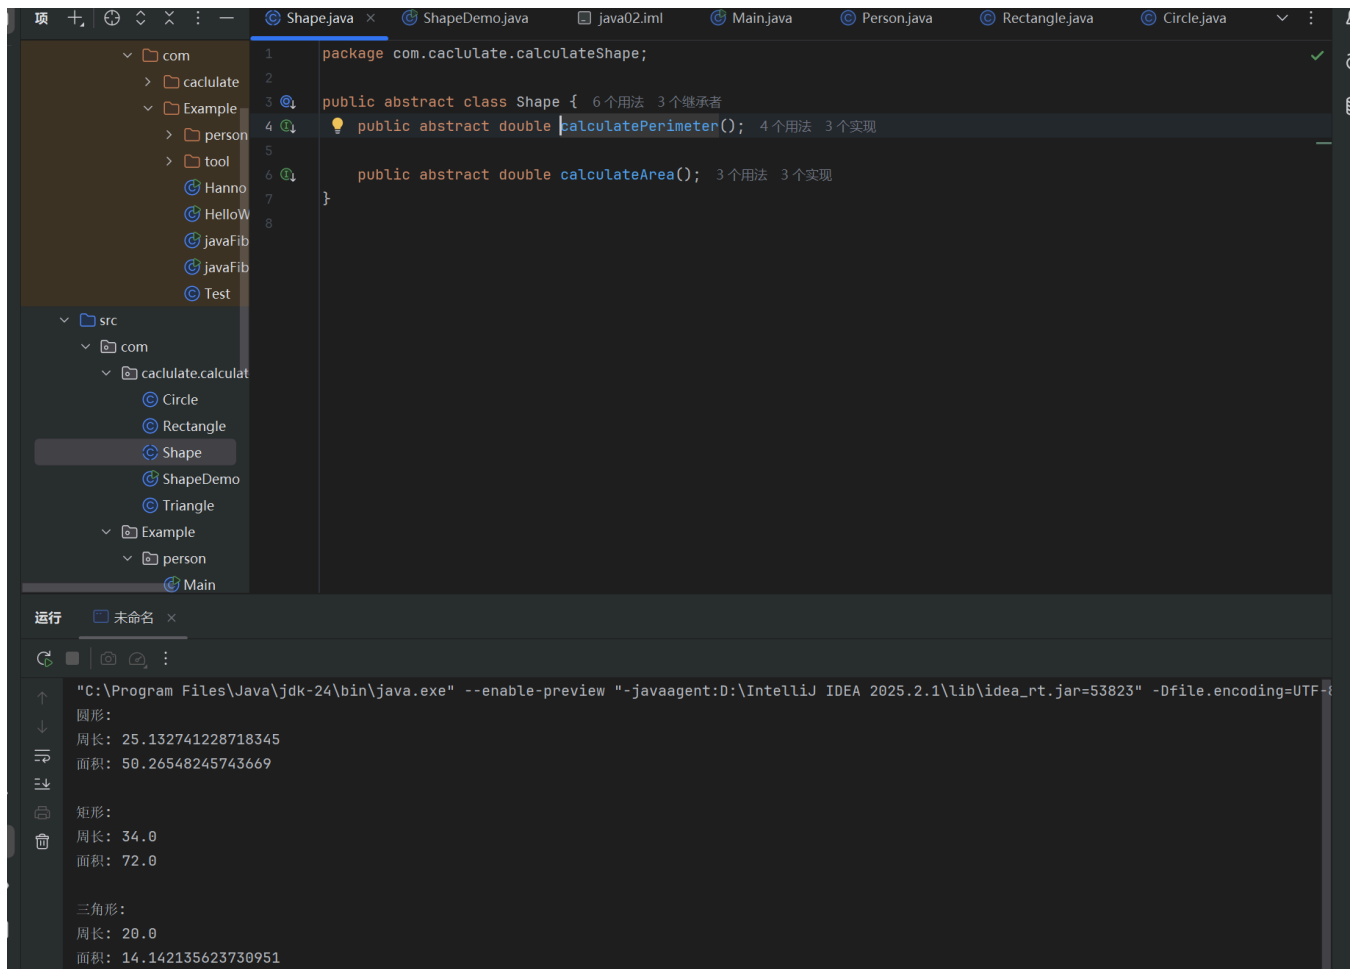 项
Shape.java
ShapeDemo.java
java02.iml
Main.java
Person.java
Rectangle.java
Circle.java
com
caclulate
Example
person
tool
Hanno
HelloW
javaFib
javaFib
Test
src
com
caclulate.calculat
Circle
Rectangle
Shape
ShapeDemo
Triangle
Example
person
Main
1 package com.caclulate.calculateShape;
2
3 public abstract class Shape { 6个用法 3个继承者
4 public abstract double calculatePerimeter(); 4个用法 3个实现
5
6 public abstract double calculateArea(); 3个用法 3个实现
7 }
8
运行 未命名
"C:\Program Files\Java\jdk-24\bin\java.exe" --enable-preview "-javaagent:D:\IntelliJ IDEA 2025.2.1\lib\idea_rt.jar=53823" -Dfile.encoding=UTF-8
圆形:
周长: 25.132741228718345
面积: 50.26548245743669
矩形:
周长: 34.0
面积: 72.0
三角形:
周长: 20.0
面积: 14.142135623730951